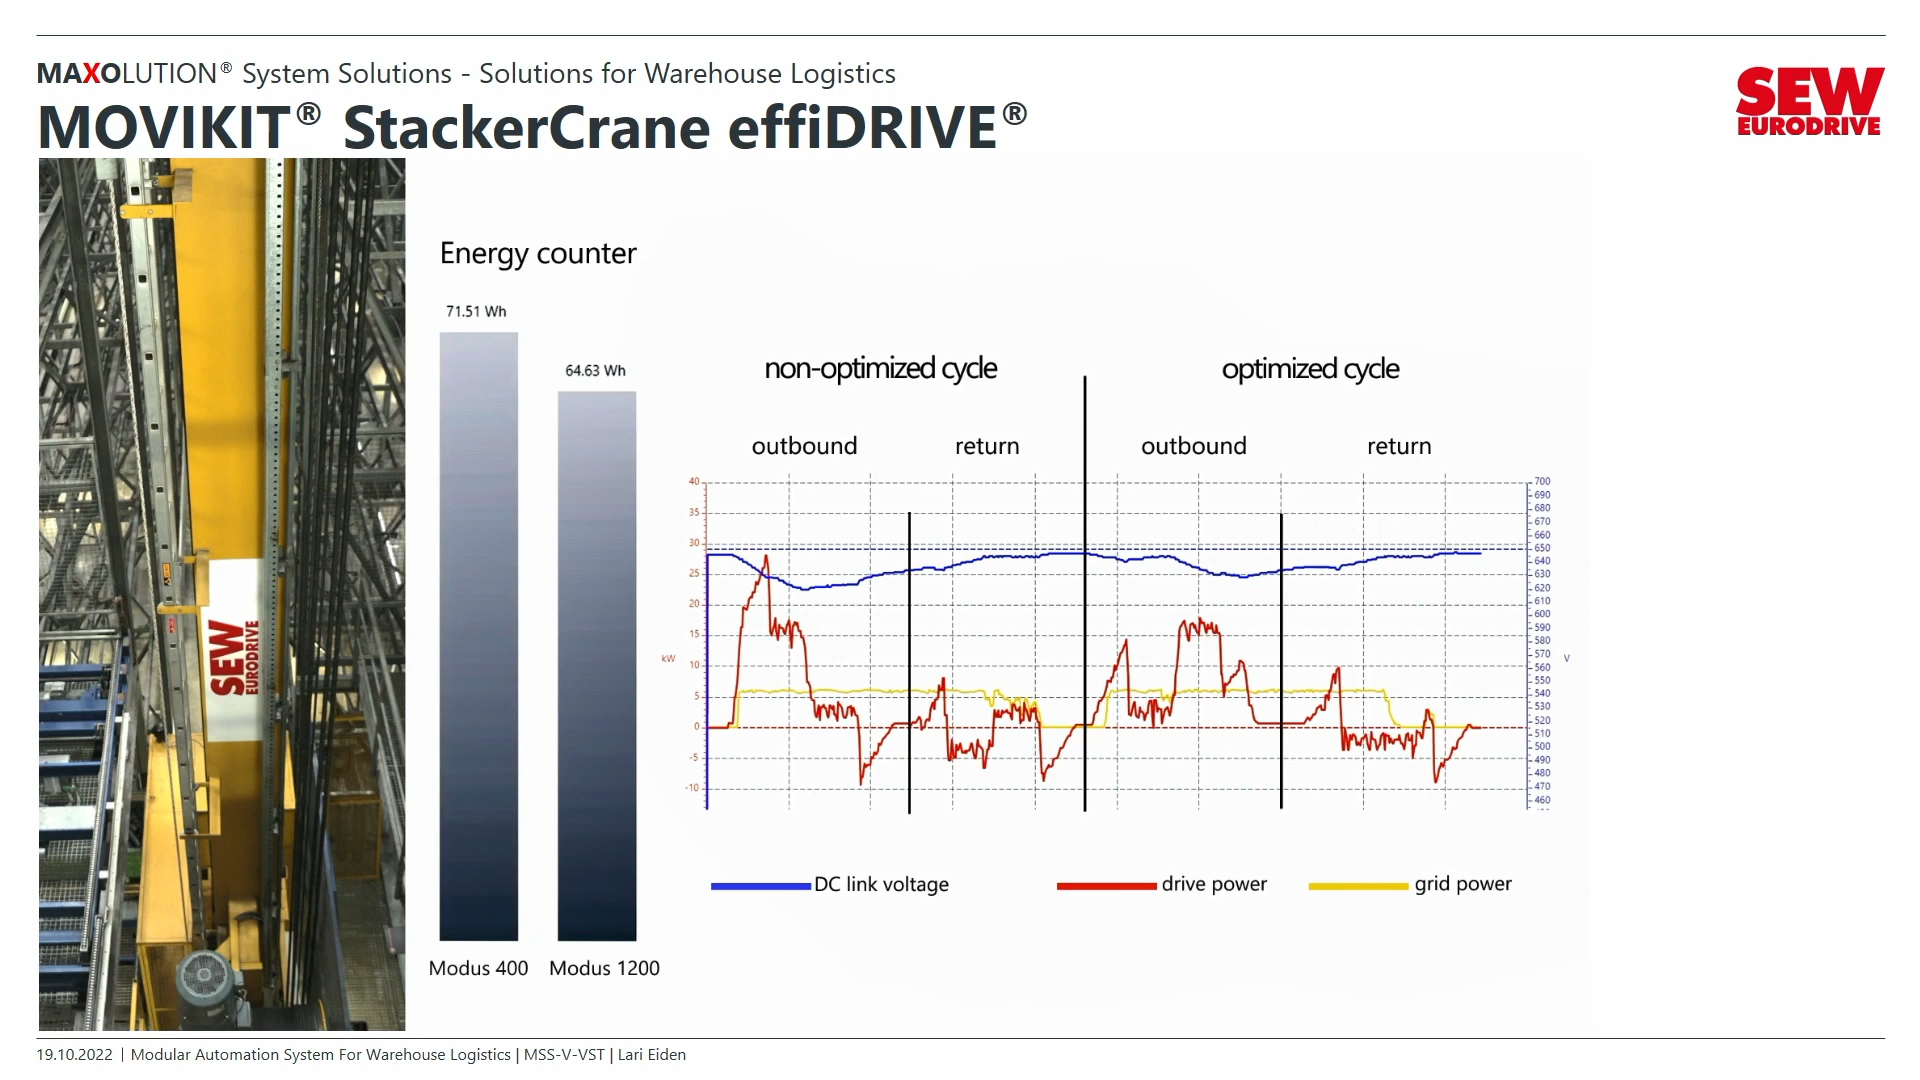 MAXOLUTION® System Solutions - Solutions for Warehouse Logistics
MOVIKIT® StackerCrane effiDRIVE®
SEW
EURODRIVE
SEW
EURODRIVE
Energy counter
71.51 Wh
64.63 Wh
Modus 400
Modus 1200
non-optimized cycle
optimized cycle
outbound
return
outbound
return
40
35
30
25
20
15
10
5
0
-5
-10
kW
700
690
680
670
660
650
640
630
620
610
600
590
580
570
560
550
540
530
520
510
500
490
480
470
460
V
DC link voltage
drive power
grid power
19.10.2022 | Modular Automation System For Warehouse Logistics | MSS-V-VST | Lari Eiden